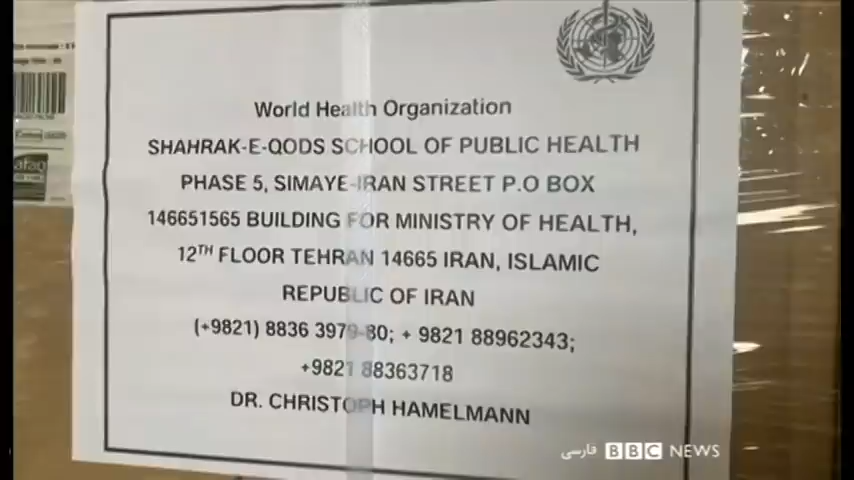 World Health Organization
SHAHRAK-E-QODS SCHOOL OF PUBLIC HEALTH
PHASE 5, SIMAYE-IRAN STREET P.O BOX
146651565 BUILDING FOR MINISTRY OF HEALTH,
12TH FLOOR TEHRAN 14665 IRAN, ISLAMIC
REPUBLIC OF IRAN
(+9821) 8836 3979-80; + 9821 88962343;
+9821 88363718
DR. CHRISTOPH HAMELMANN
فارسی BBC NEWS